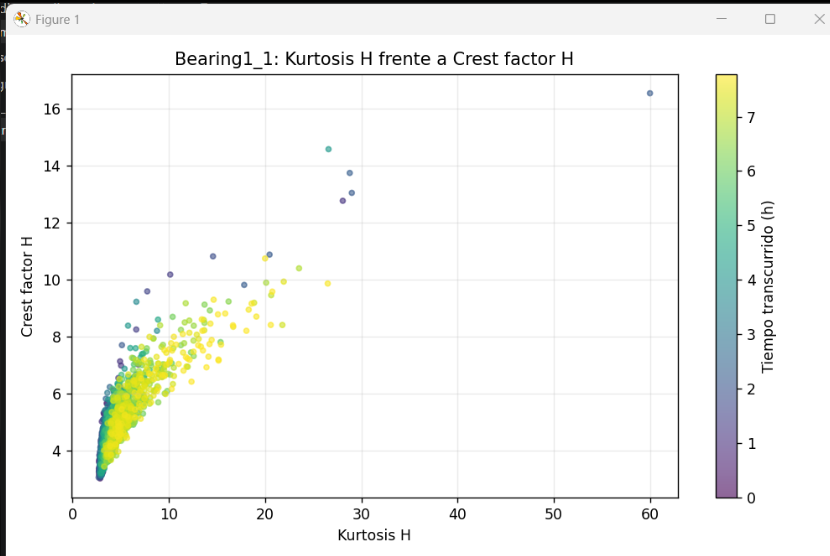 Figure 1
Bearing1_1: Kurtosis H frente a Crest factor H
16
14
12
10
8
6
4
Crest factor H
0 10 20 30 40 50 60
Kurtosis H
7
6
5
4
3
2
1
0
Tiempo transcurrido (h)